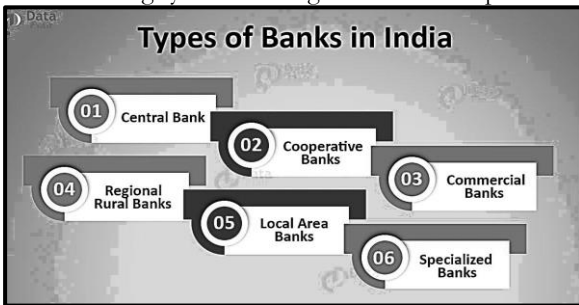 Data
Types of Banks in India
01
Central Bank
02
Cooperative
Banks
03
Commercial
Banks
04
Regional
Rural Banks
05
Local Area
Banks
06
Specialized
Banks